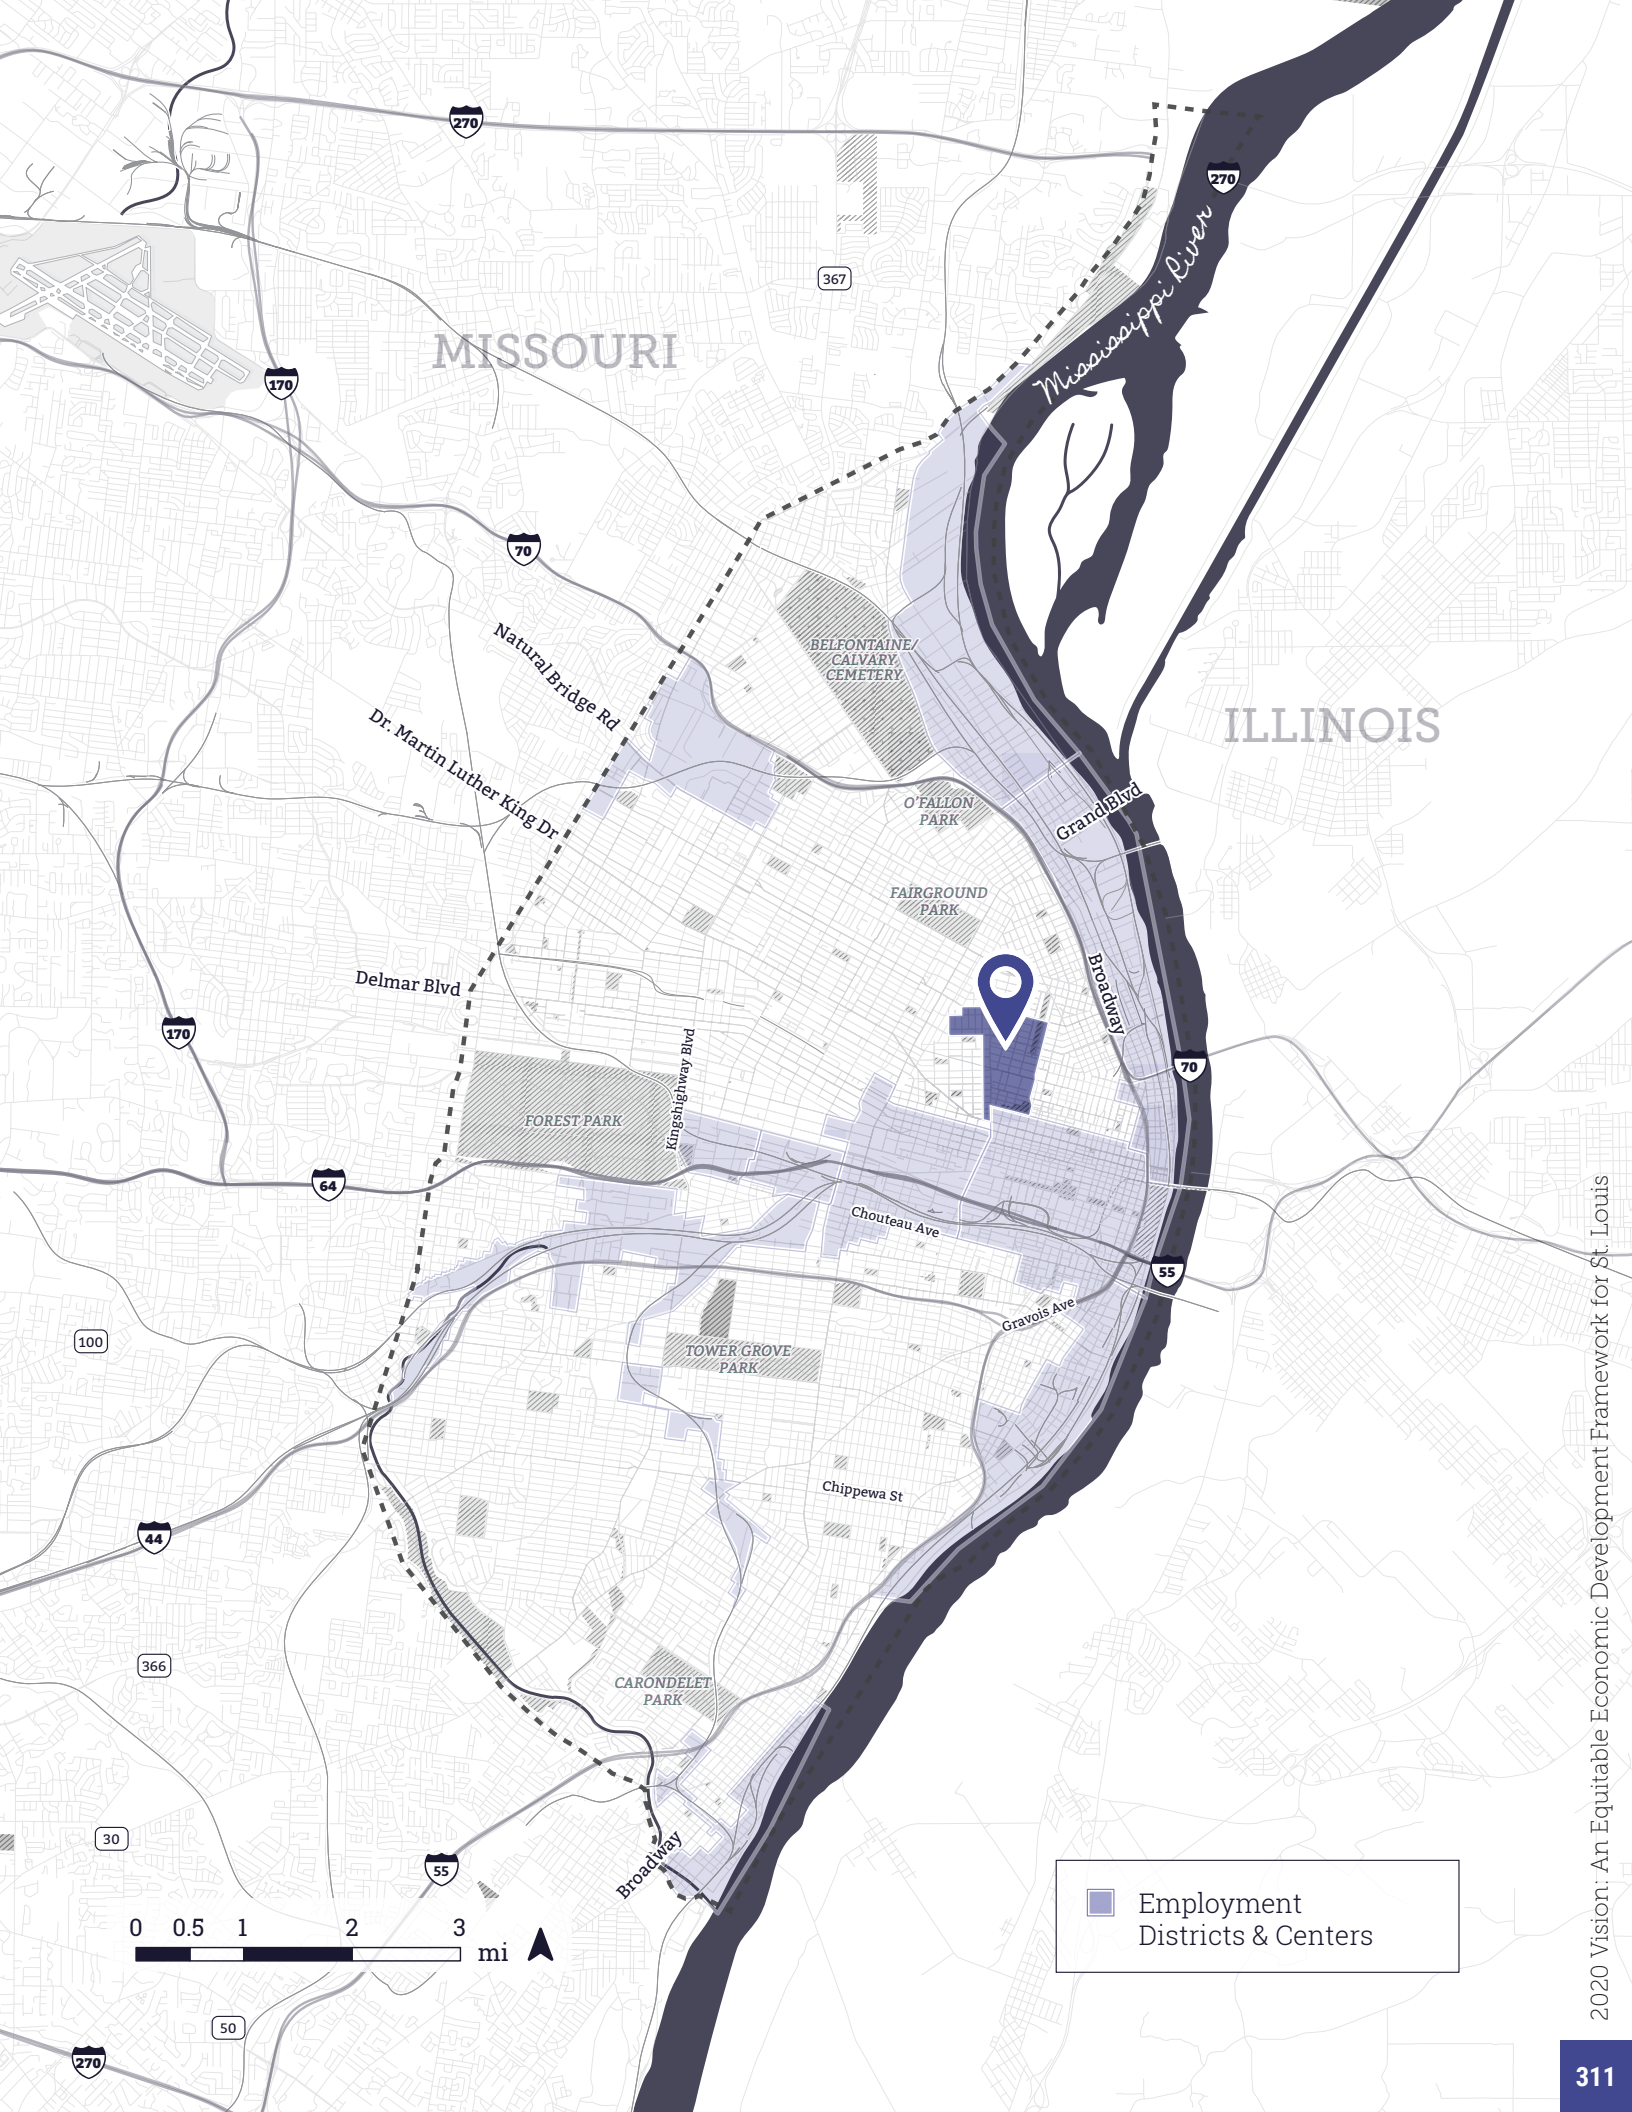 270
270
Mississippi River
367
MISSOURI
170
70
Natural Bridge Rd
BELFONTAINE/
CALVARY
CEMETERY
Dr. Martin Luther King Dr
ILLINOIS
O'FALLON
PARK
Grand Blvd
FAIRGROUND
PARK
Broadway
Delmar Blvd
170
70
Kingshighway Blvd
FOREST PARK
64
Chouteau Ave
55
Gravois Ave
100
TOWER GROVE
PARK
Chippewa St
44
366
CARONDELET
PARK
30
55
Broadway
Employment
Districts & Centers
0 0.5 1 2 3
mi
50
270
2020 Vision: An Equitable Economic Development Framework for St. Louis
311